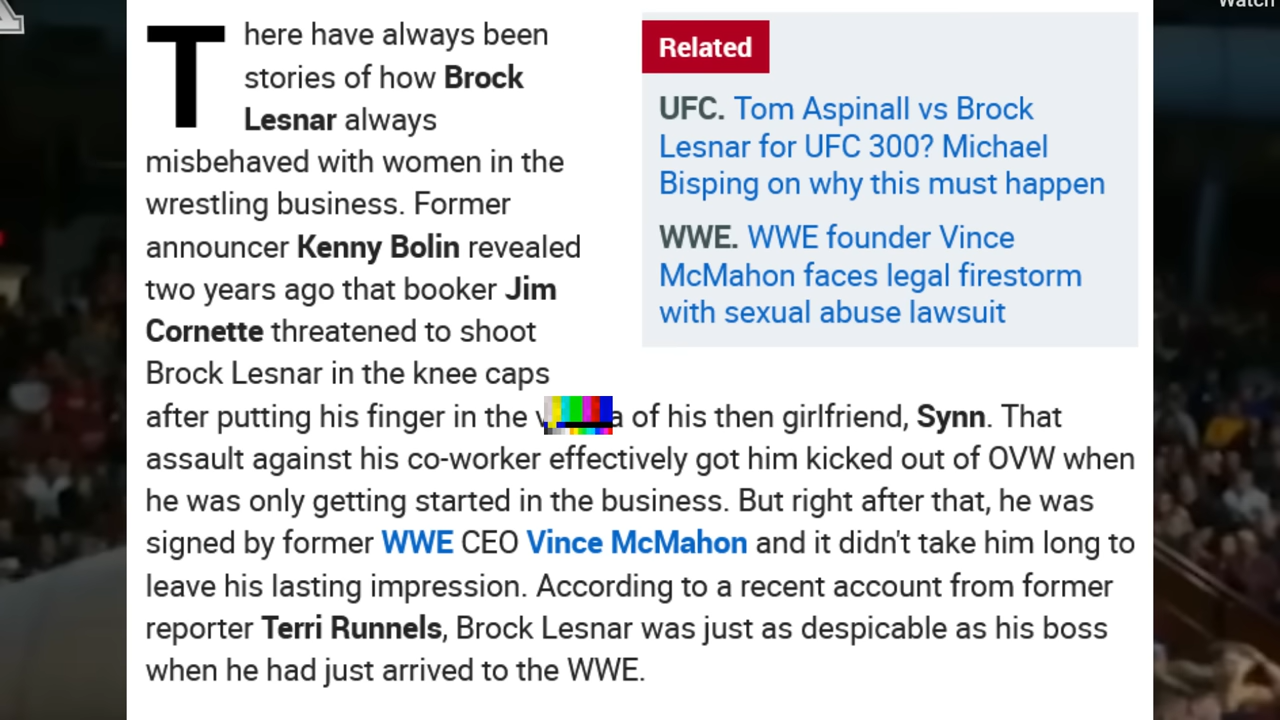 Watch
There have always been
stories of how Brock
Lesnar always
misbehaved with women in the
wrestling business. Former
announcer Kenny Bolin revealed
two years ago that booker Jim
Cornette threatened to shoot
Brock Lesnar in the knee caps
after putting his finger in the of his then girlfriend, Synn. That
assault against his co-worker effectively got him kicked out of OVW when
he was only getting started in the business. But right after that, he was
signed by former WWE CEO Vince McMahon and it didn't take him long to
leave his lasting impression. According to a recent account from former
reporter Terri Runnels, Brock Lesnar was just as despicable as his boss
when he had just arrived to the WWE.
Related
UFC. Tom Aspinall vs Brock
Lesnar for UFC 300? Michael
Bisping on why this must happen
WWE. WWE founder Vince
McMahon faces legal firestorm
with sexual abuse lawsuit